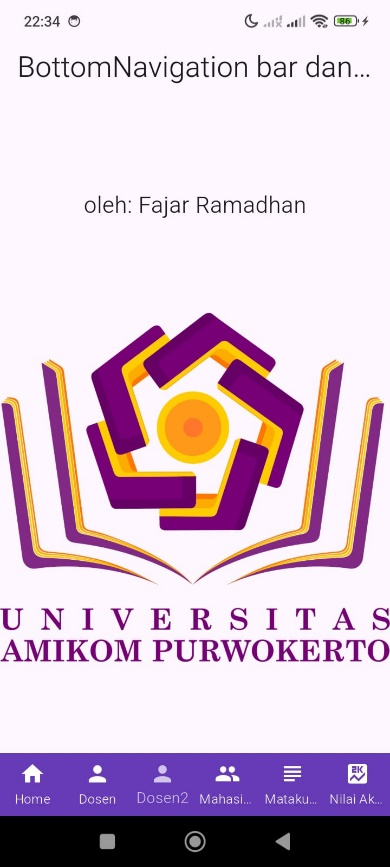 22:34 86
BottomNavigation bar dan...
oleh: Fajar Ramadhan
UNIVERSITAS
AMIKOM PURWOKERTO
Home Dosen Dosen2 Mahasi... Mataku... Nilai Ak...